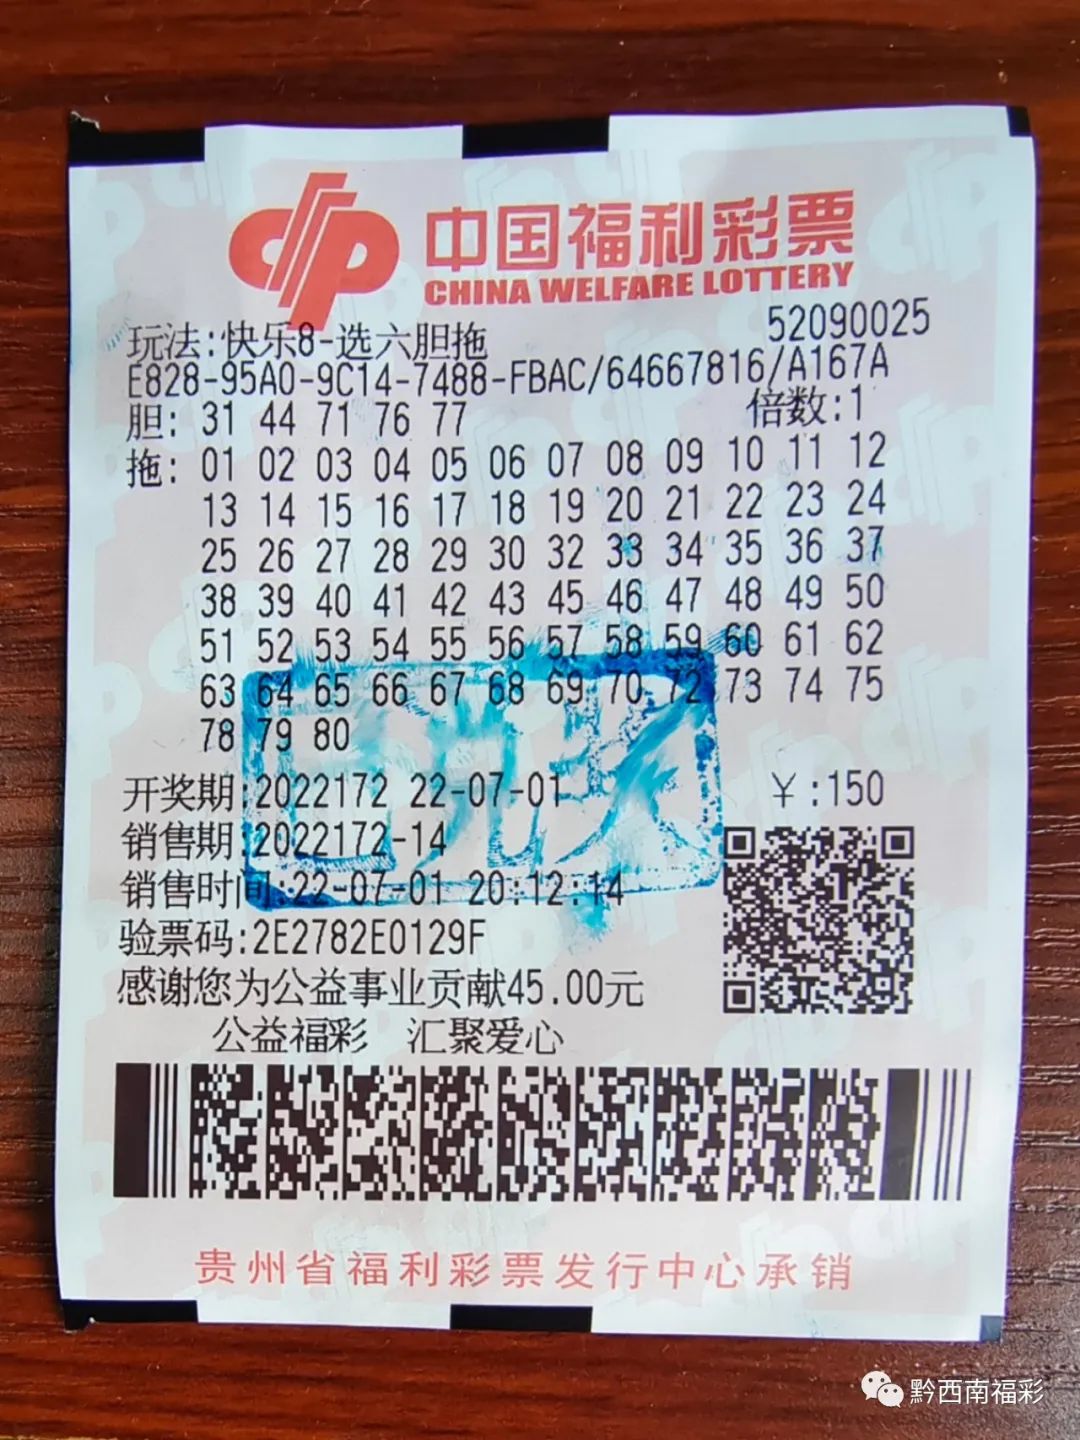 中国福利彩票
CHINA WELFARE LOTTERY
52090025
玩法:快乐8-选六胆拖
E828-95A0-9C14-7488-FBAC/64667816/A167A
胆: 31 44 71 76 77 倍数:1
拖: 01 02 03 04 05 06 07 08 09 10 11 12
13 14 15 16 17 18 19 20 21 22 23 24
25 26 27 28 29 30 32 33 34 35 36 37
38 39 40 41 42 43 45 46 47 48 49 50
51 52 53 54 55 56 57 58 59 60 61 62
63 64 65 66 67 68 69 70 72 73 74 75
78 79 80
已兑奖
开奖期:2022172 22-07-01 ￥:150
销售期:2022172-14
销售时间:22-07-01 20:12:14
验票码:2E2782E0129F
感谢您为公益事业贡献45.00元
公益福彩 汇聚爱心
贵州省福利彩票发行中心承销
黔西南福彩